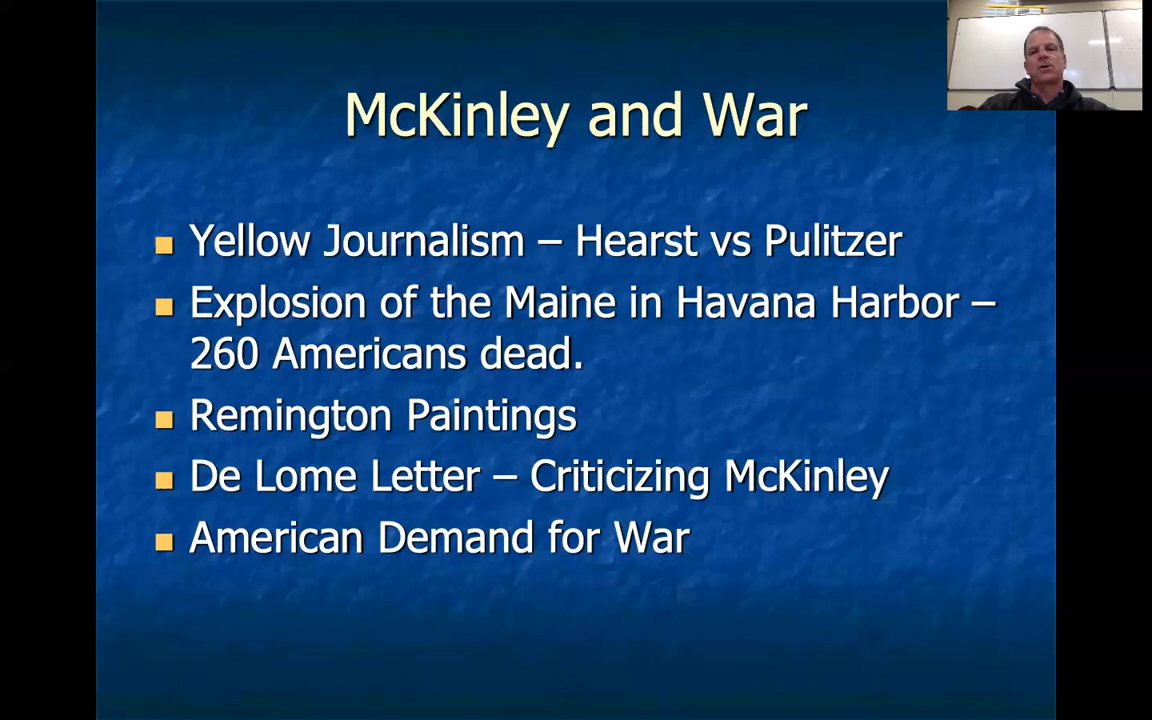 McKinley and War
Yellow Journalism – Hearst vs Pulitzer
Explosion of the Maine in Havana Harbor –
260 Americans dead.
Remington Paintings
De Lome Letter – Criticizing McKinley
American Demand for War